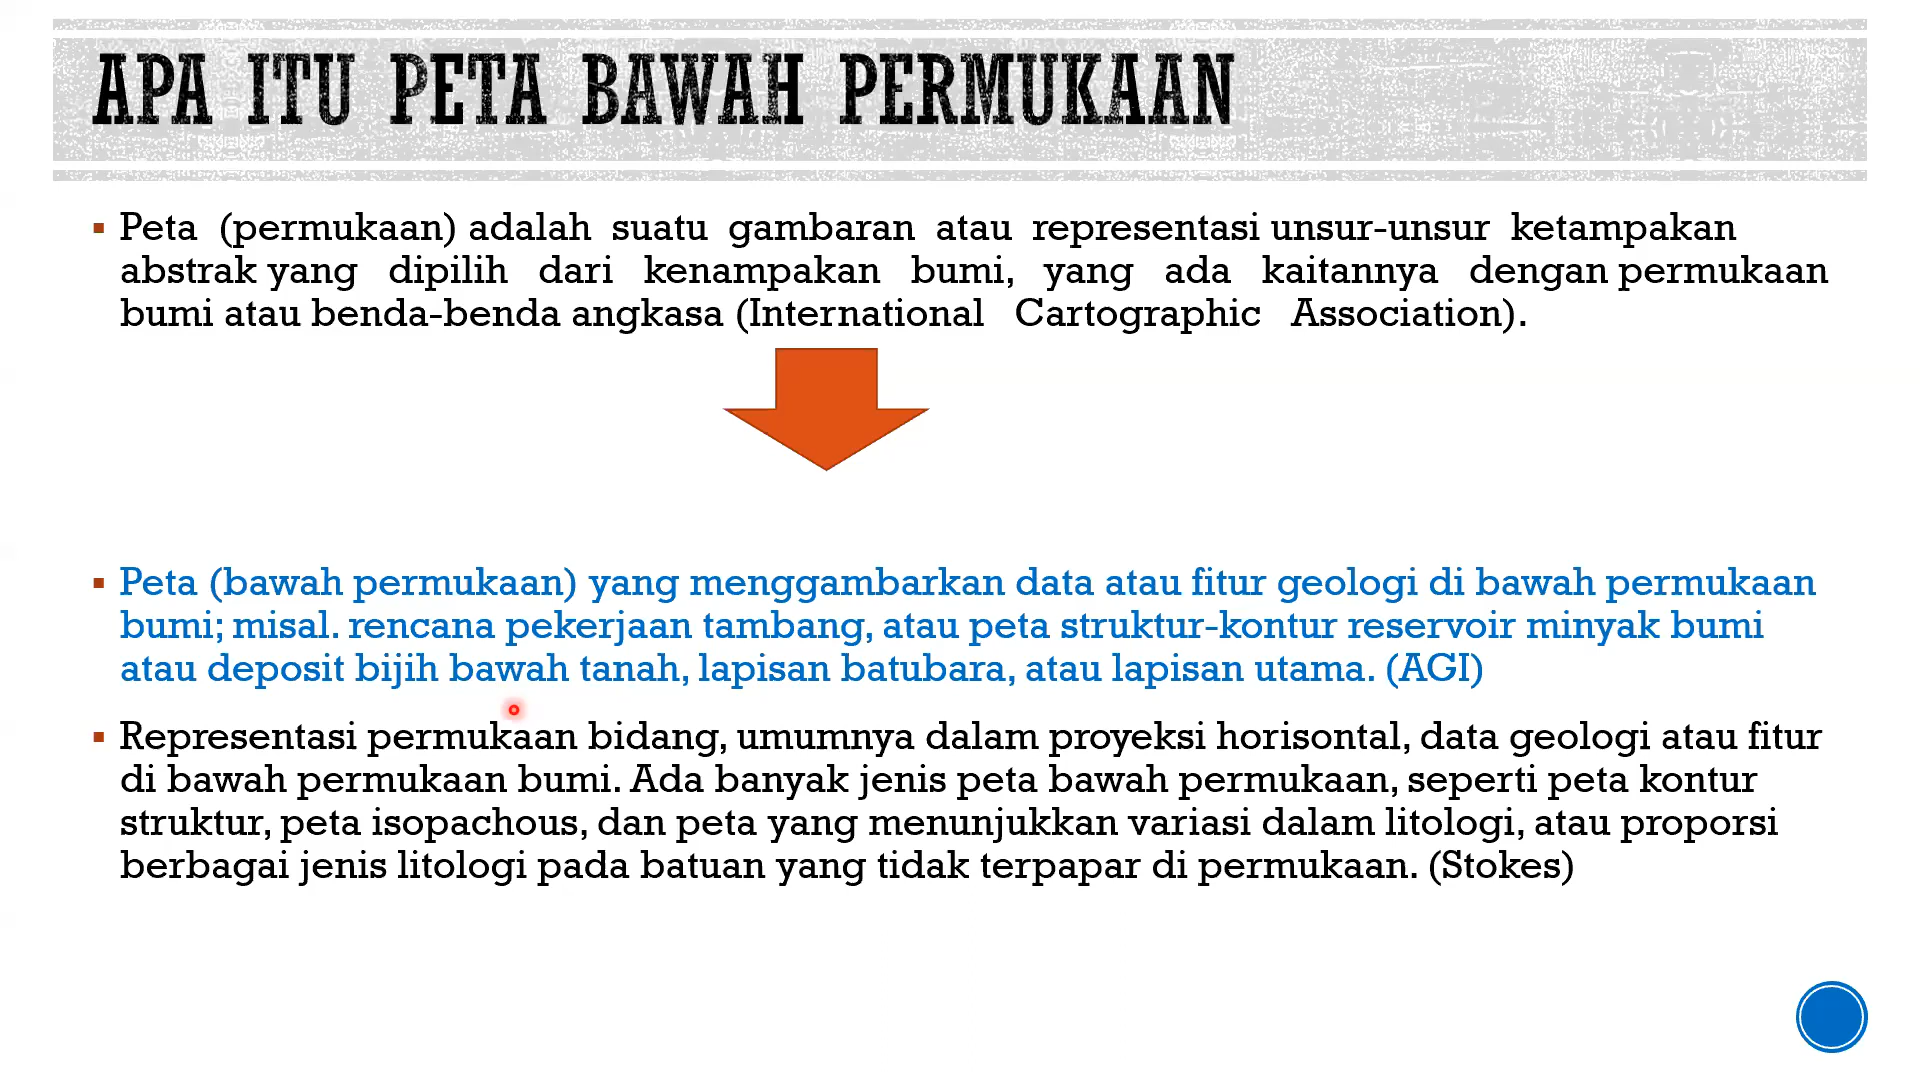 APA ITU PETA BAWAH PERMUKAAN
▪ Peta (permukaan) adalah suatu gambaran atau representasi unsur-unsur ketampakan
abstrak yang dipilih dari kenampakan bumi, yang ada kaitannya dengan permukaan
bumi atau benda-benda angkasa (International Cartographic Association).
▪ Peta (bawah permukaan) yang menggambarkan data atau fitur geologi di bawah permukaan
bumi; misal. rencana pekerjaan tambang, atau peta struktur-kontur reservoir minyak bumi
atau deposit bijih bawah tanah, lapisan batubara, atau lapisan utama. (AGI)
▪ Representasi permukaan bidang, umumnya dalam proyeksi horisontal, data geologi atau fitur
di bawah permukaan bumi. Ada banyak jenis peta bawah permukaan, seperti peta kontur
struktur, peta isopachous, dan peta yang menunjukkan variasi dalam litologi, atau proporsi
berbagai jenis litologi pada batuan yang tidak terpapar di permukaan. (Stokes)